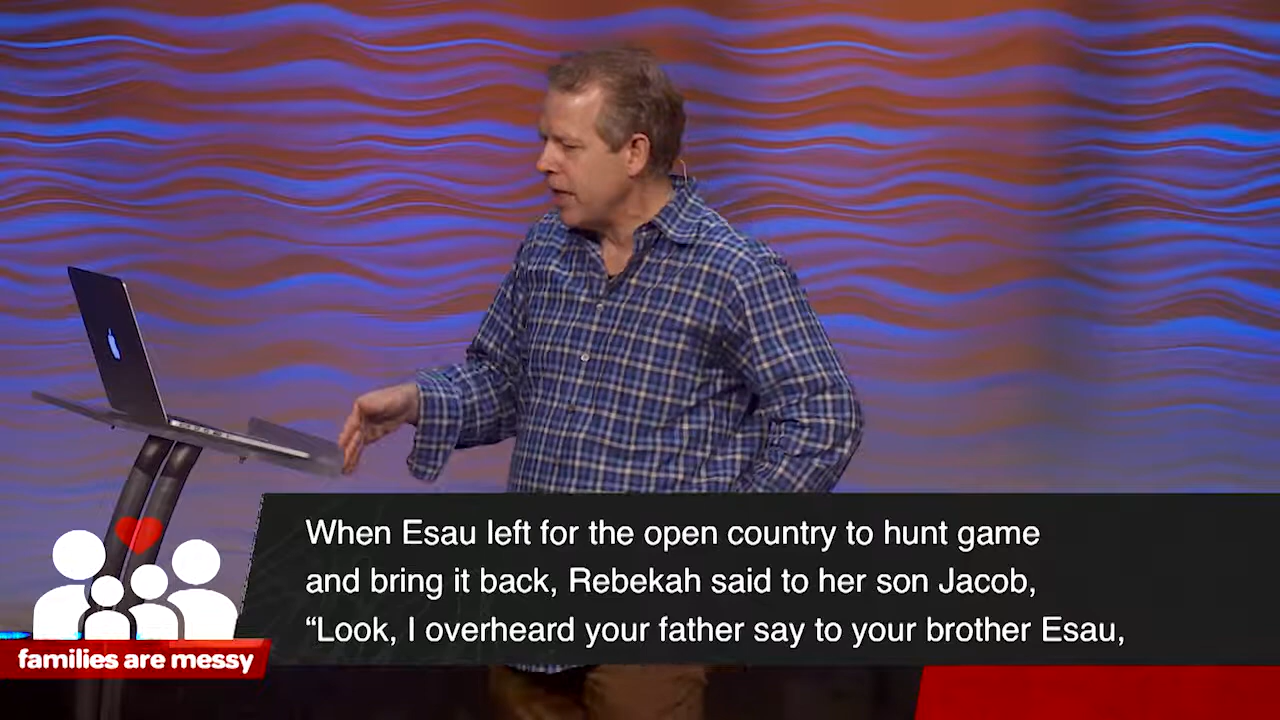 When Esau left for the open country to hunt game
and bring it back, Rebekah said to her son Jacob,
“Look, I overheard your father say to your brother Esau,
families are messy